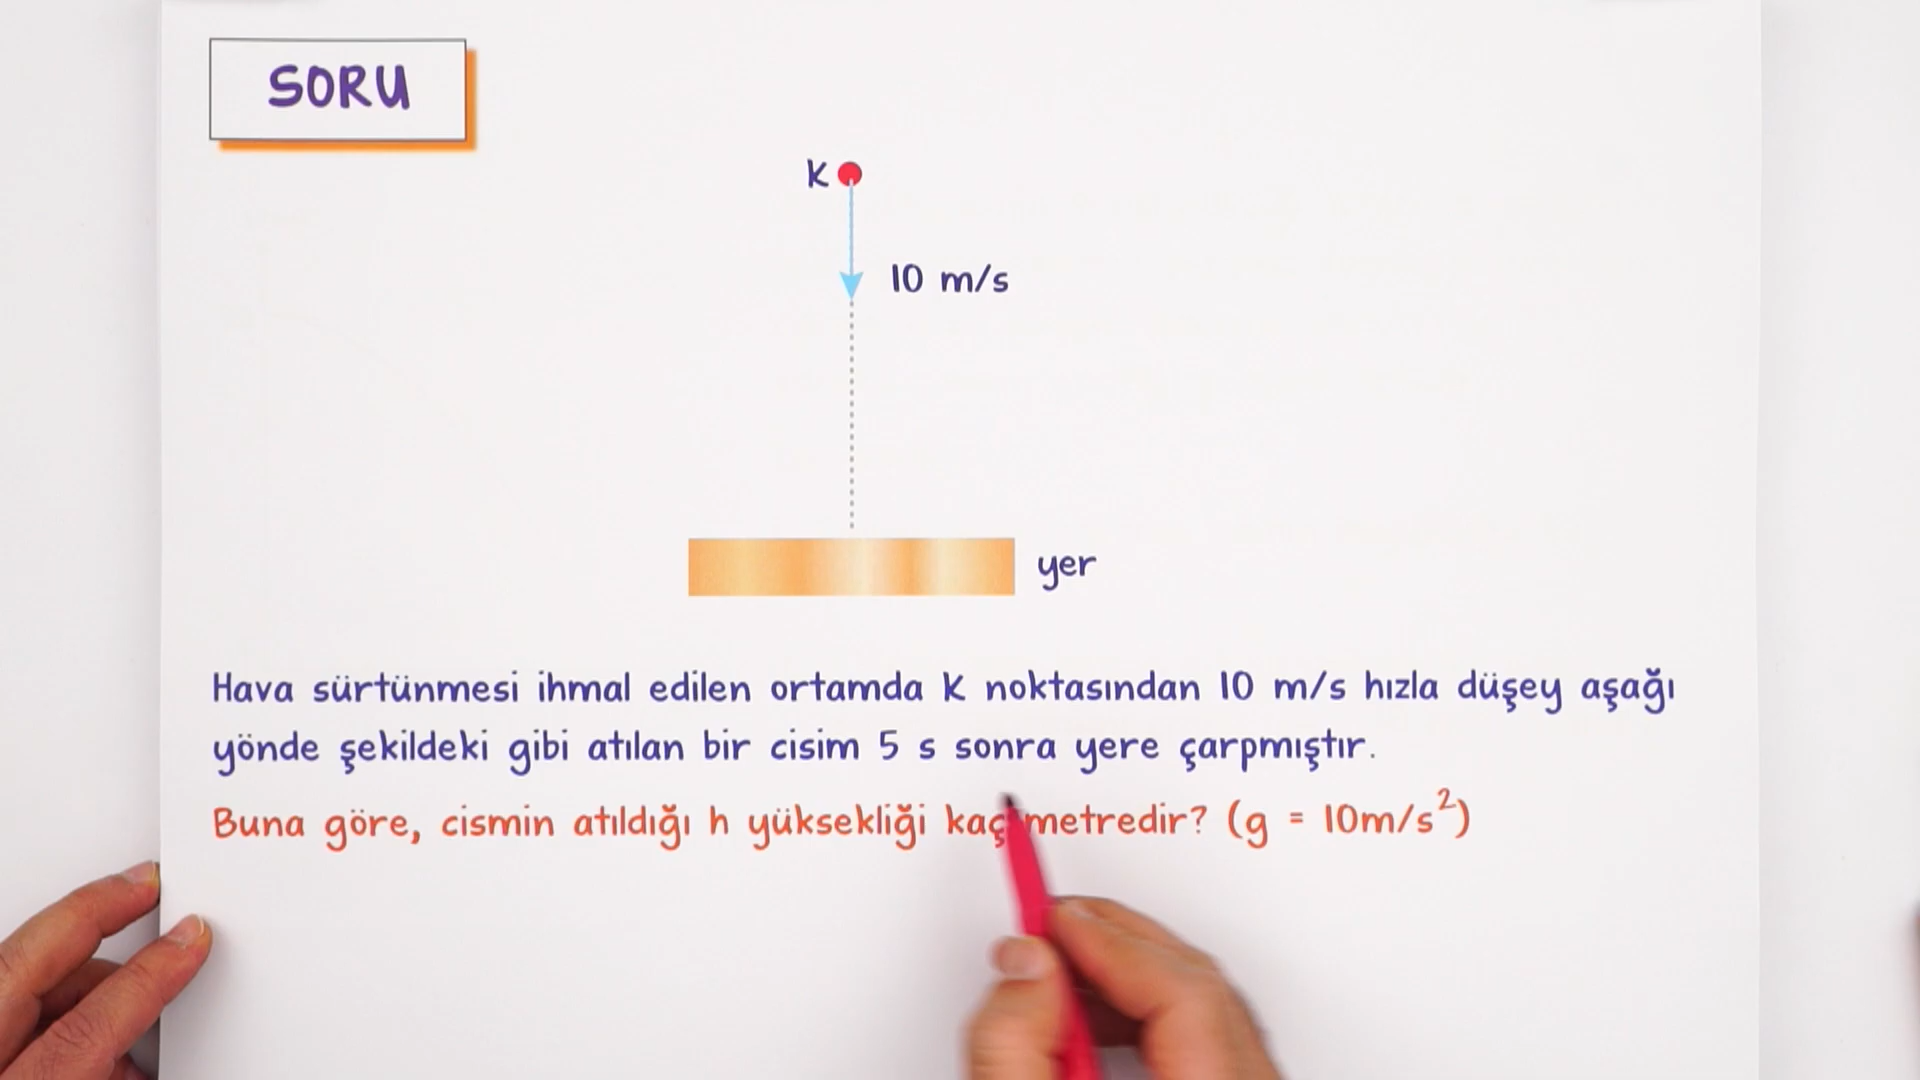 SORU
K
10 m/s
yer
Hava sürtünmesi ihmal edilen ortamda K noktasından 10 m/s hızla düşey aşağı
yönde şekildeki gibi atılan bir cisim 5 s sonra yere çarpmıştır.
Buna göre, cismin atıldığı h yüksekliği kaç metredir? (g = 10m/s²)